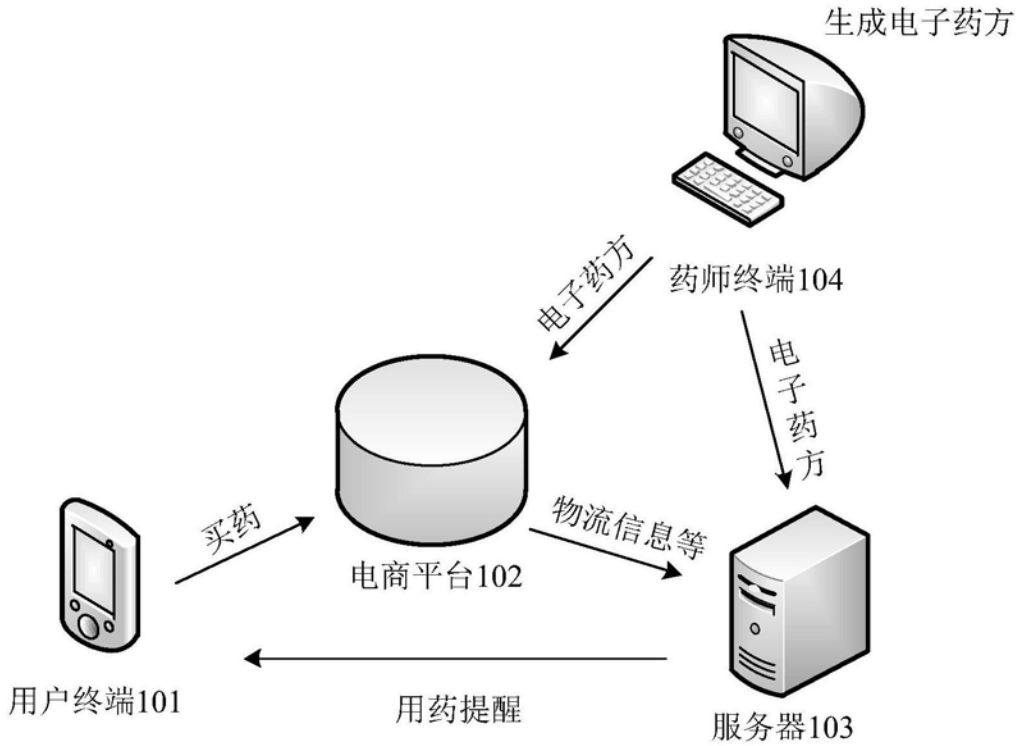 生成电子药方
药师终端104
电子药方
电子药方
买药
物流信息等
电商平台102
用户终端101
用药提醒
服务器103